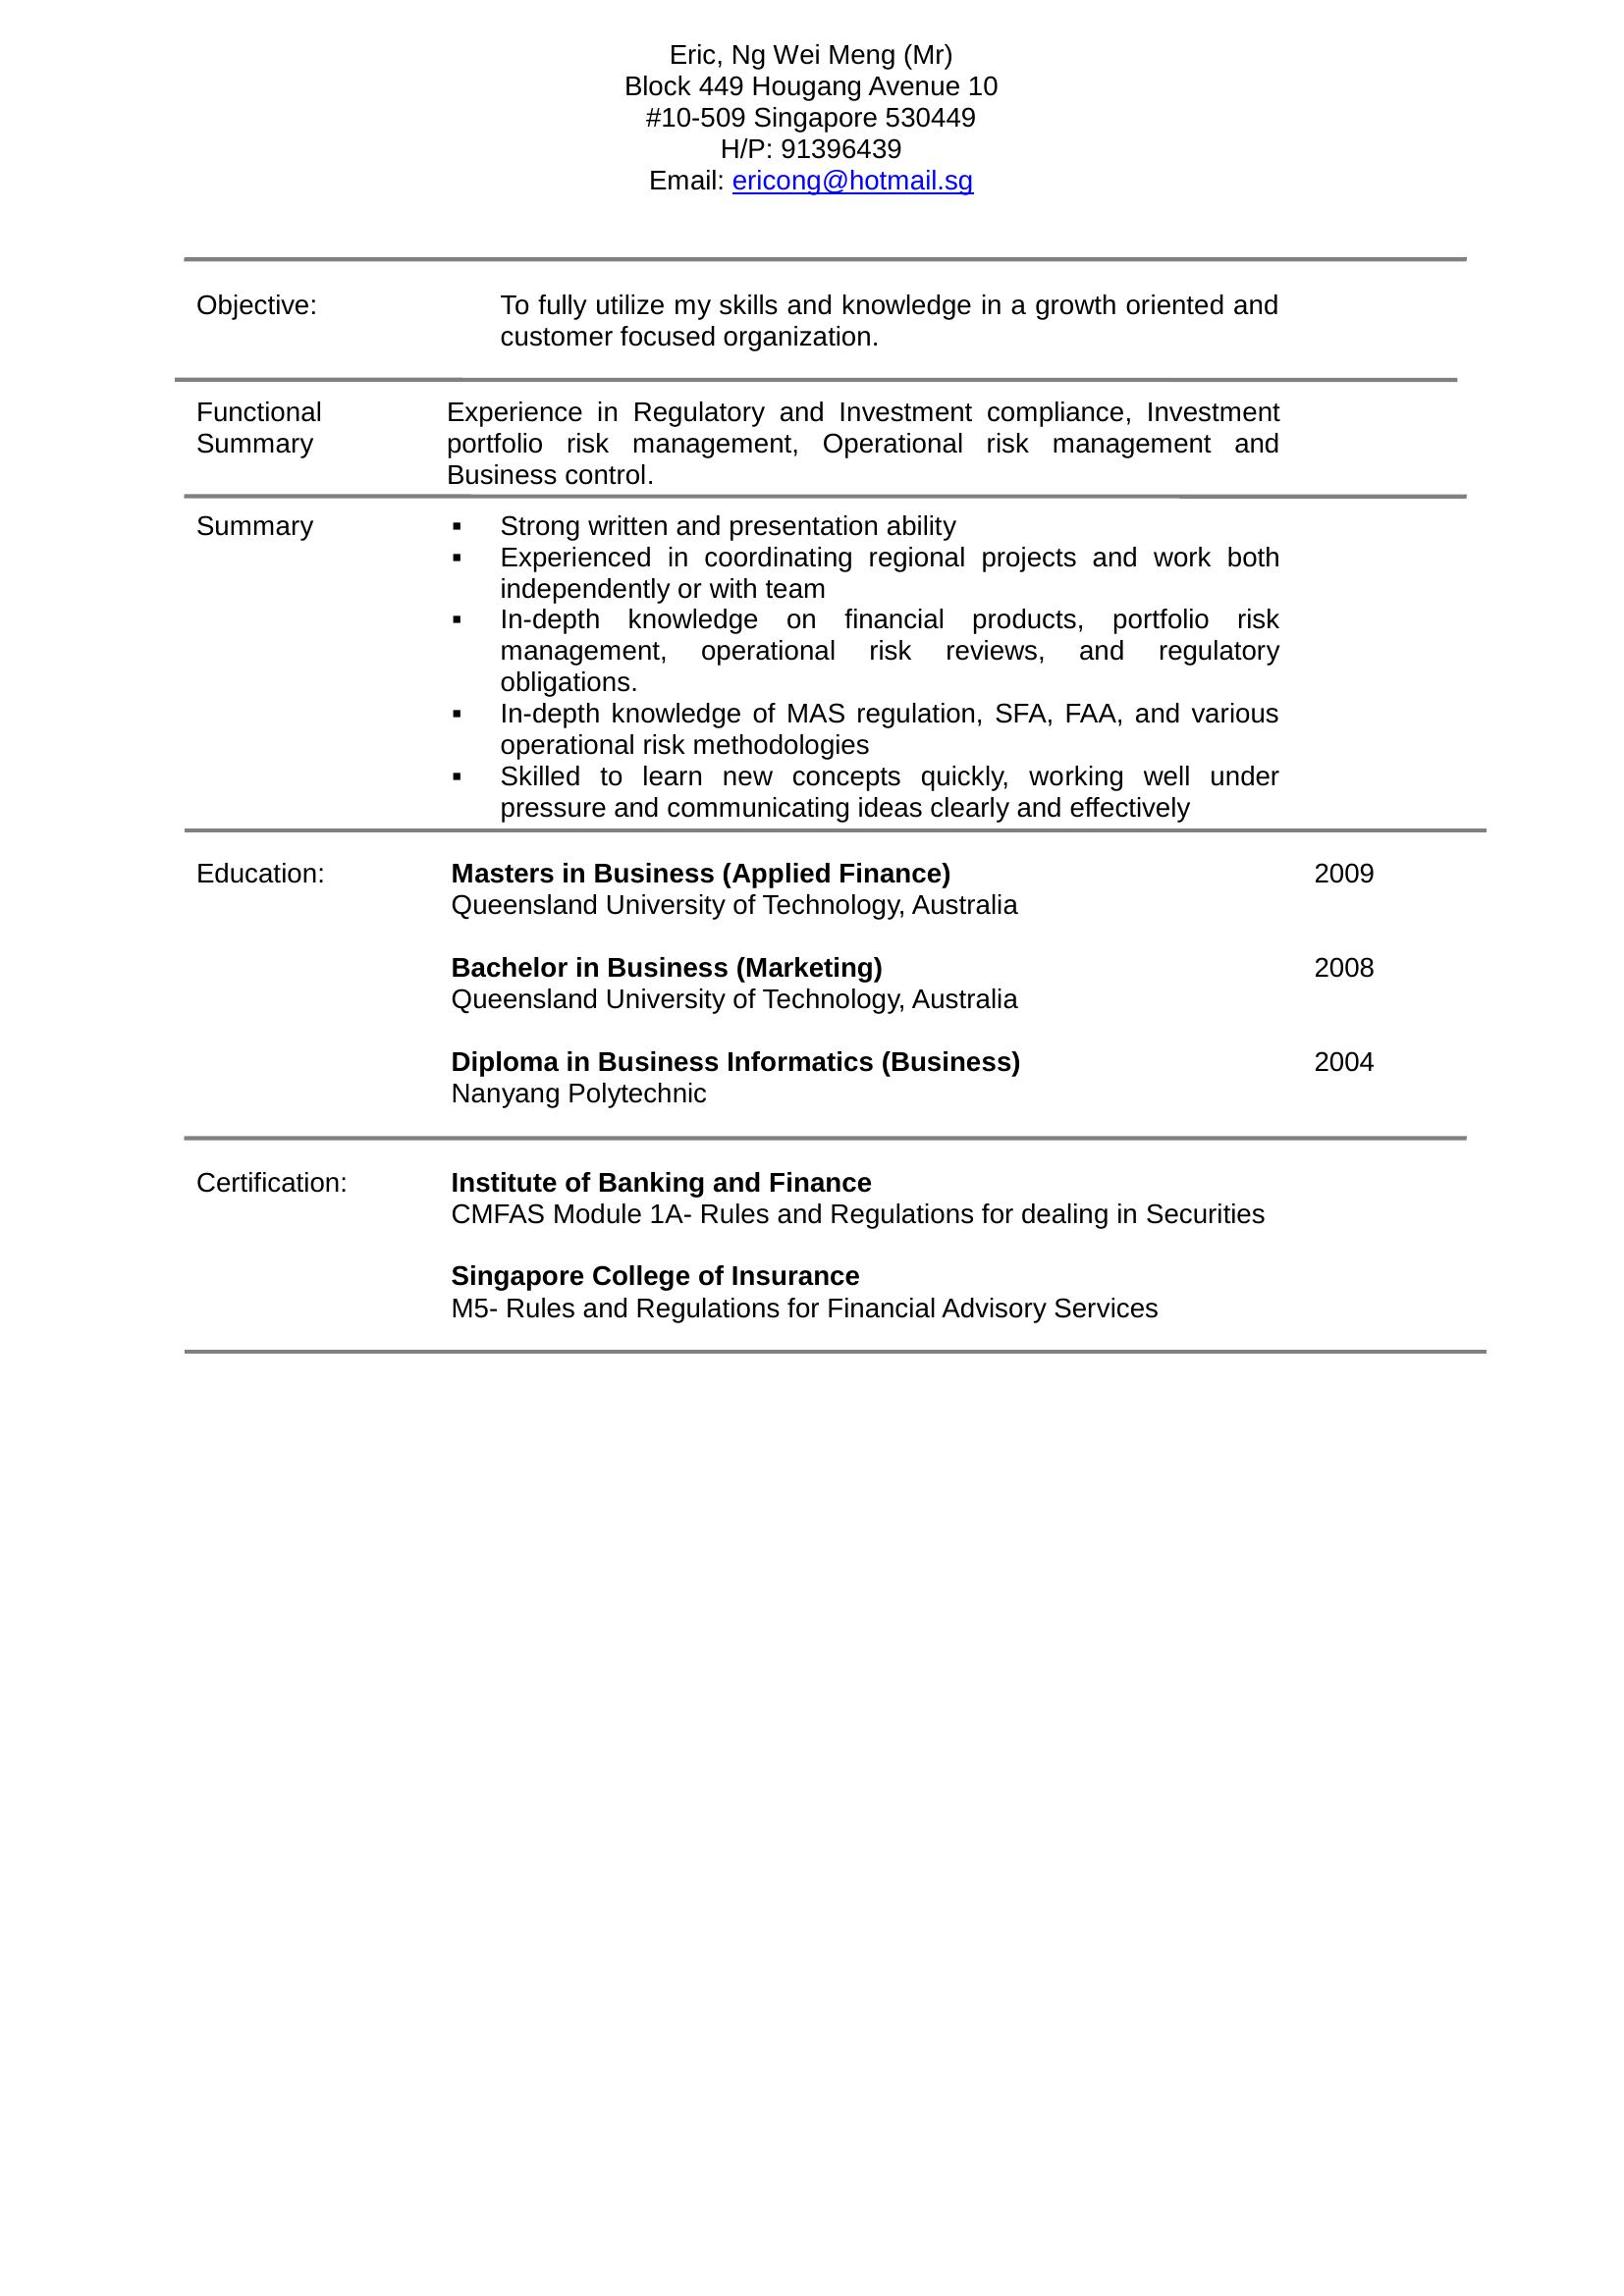 Eric, Ng Wei Meng (Mr)
Block 449 Hougang Avenue 10
#10-509 Singapore 530449
H/P: 91396439
Email: ericong@hotmail.sg
Objective:
To fully utilize my skills and knowledge in a growth oriented and
customer focused organization.
Functional
Summary
Experience in Regulatory and Investment compliance, Investment
portfolio risk management, Operational risk management and
Business control.
Summary
▪ Strong written and presentation ability
▪ Experienced in coordinating regional projects and work both
independently or with team
▪ In-depth knowledge on financial products, portfolio risk
management, operational risk reviews, and regulatory
obligations.
▪ In-depth knowledge of MAS regulation, SFA, FAA, and various
operational risk methodologies
▪ Skilled to learn new concepts quickly, working well under
pressure and communicating ideas clearly and effectively
Education:
Masters in Business (Applied Finance) 2009
Queensland University of Technology, Australia
Bachelor in Business (Marketing) 2008
Queensland University of Technology, Australia
Diploma in Business Informatics (Business) 2004
Nanyang Polytechnic
Certification:
Institute of Banking and Finance
CMFAS Module 1A- Rules and Regulations for dealing in Securities
Singapore College of Insurance
M5- Rules and Regulations for Financial Advisory Services